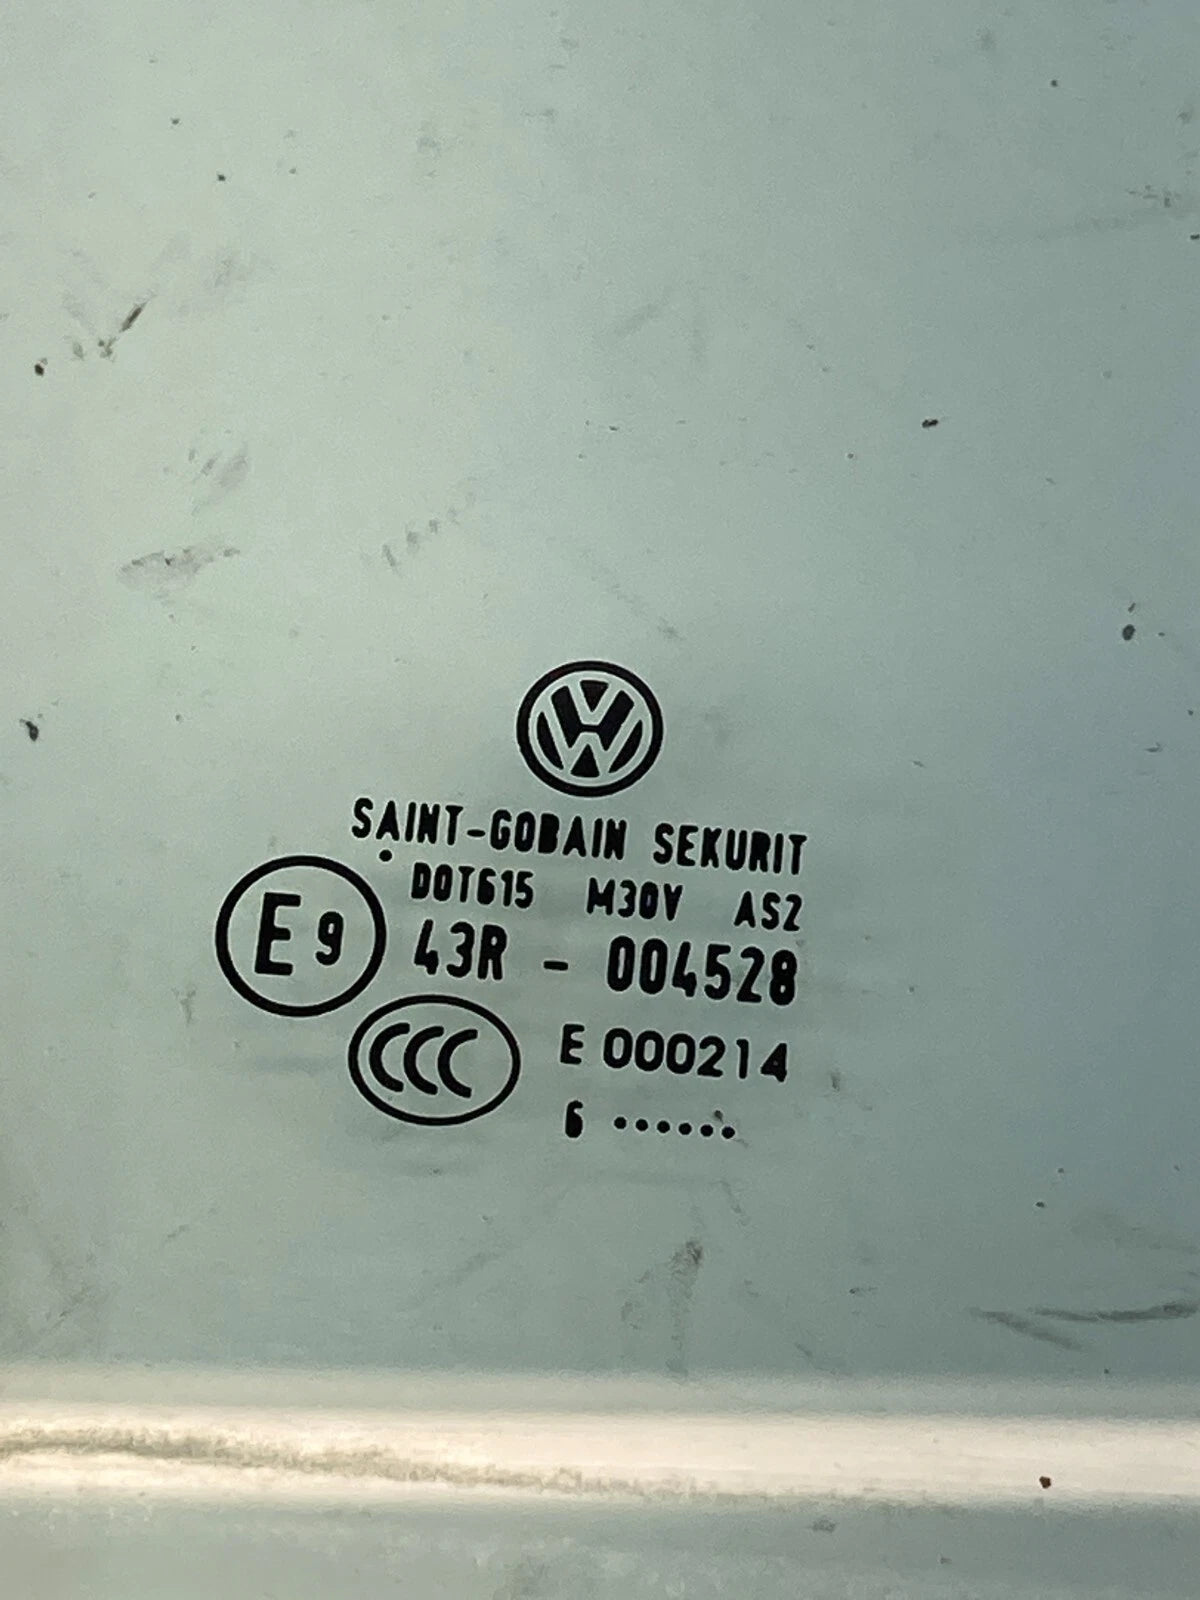 SAINT-GOBAIN SEKURIT
DOT615 M30V AS2
E9 43R - 004528
CCC E 000214
6 ······